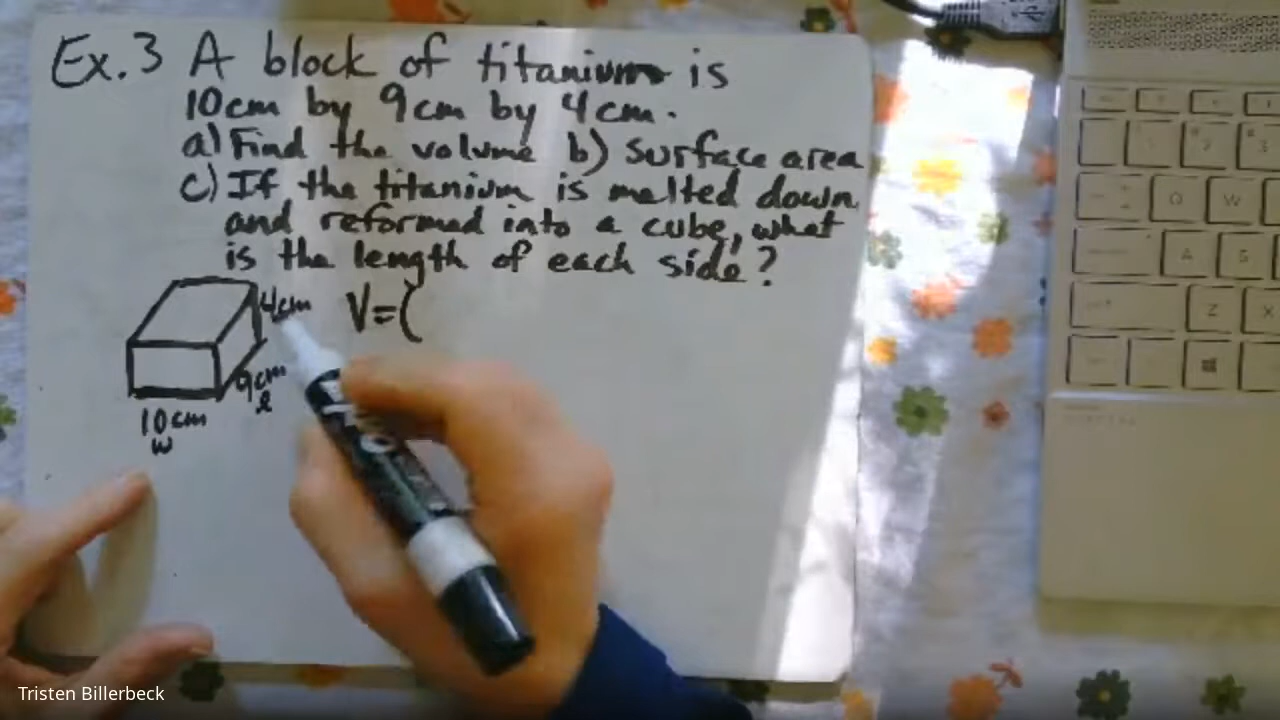 Ex.3 A block of titanium is
10cm by 9cm by 4cm.
a) Find the volume b) surface area
c) If the titanium is melted down
and reformed into a cube, what
is the length of each side?
4cm
V=(
9cm
l
10cm
w
Q
W
A
S
Z
X
Tristen Billerbeck